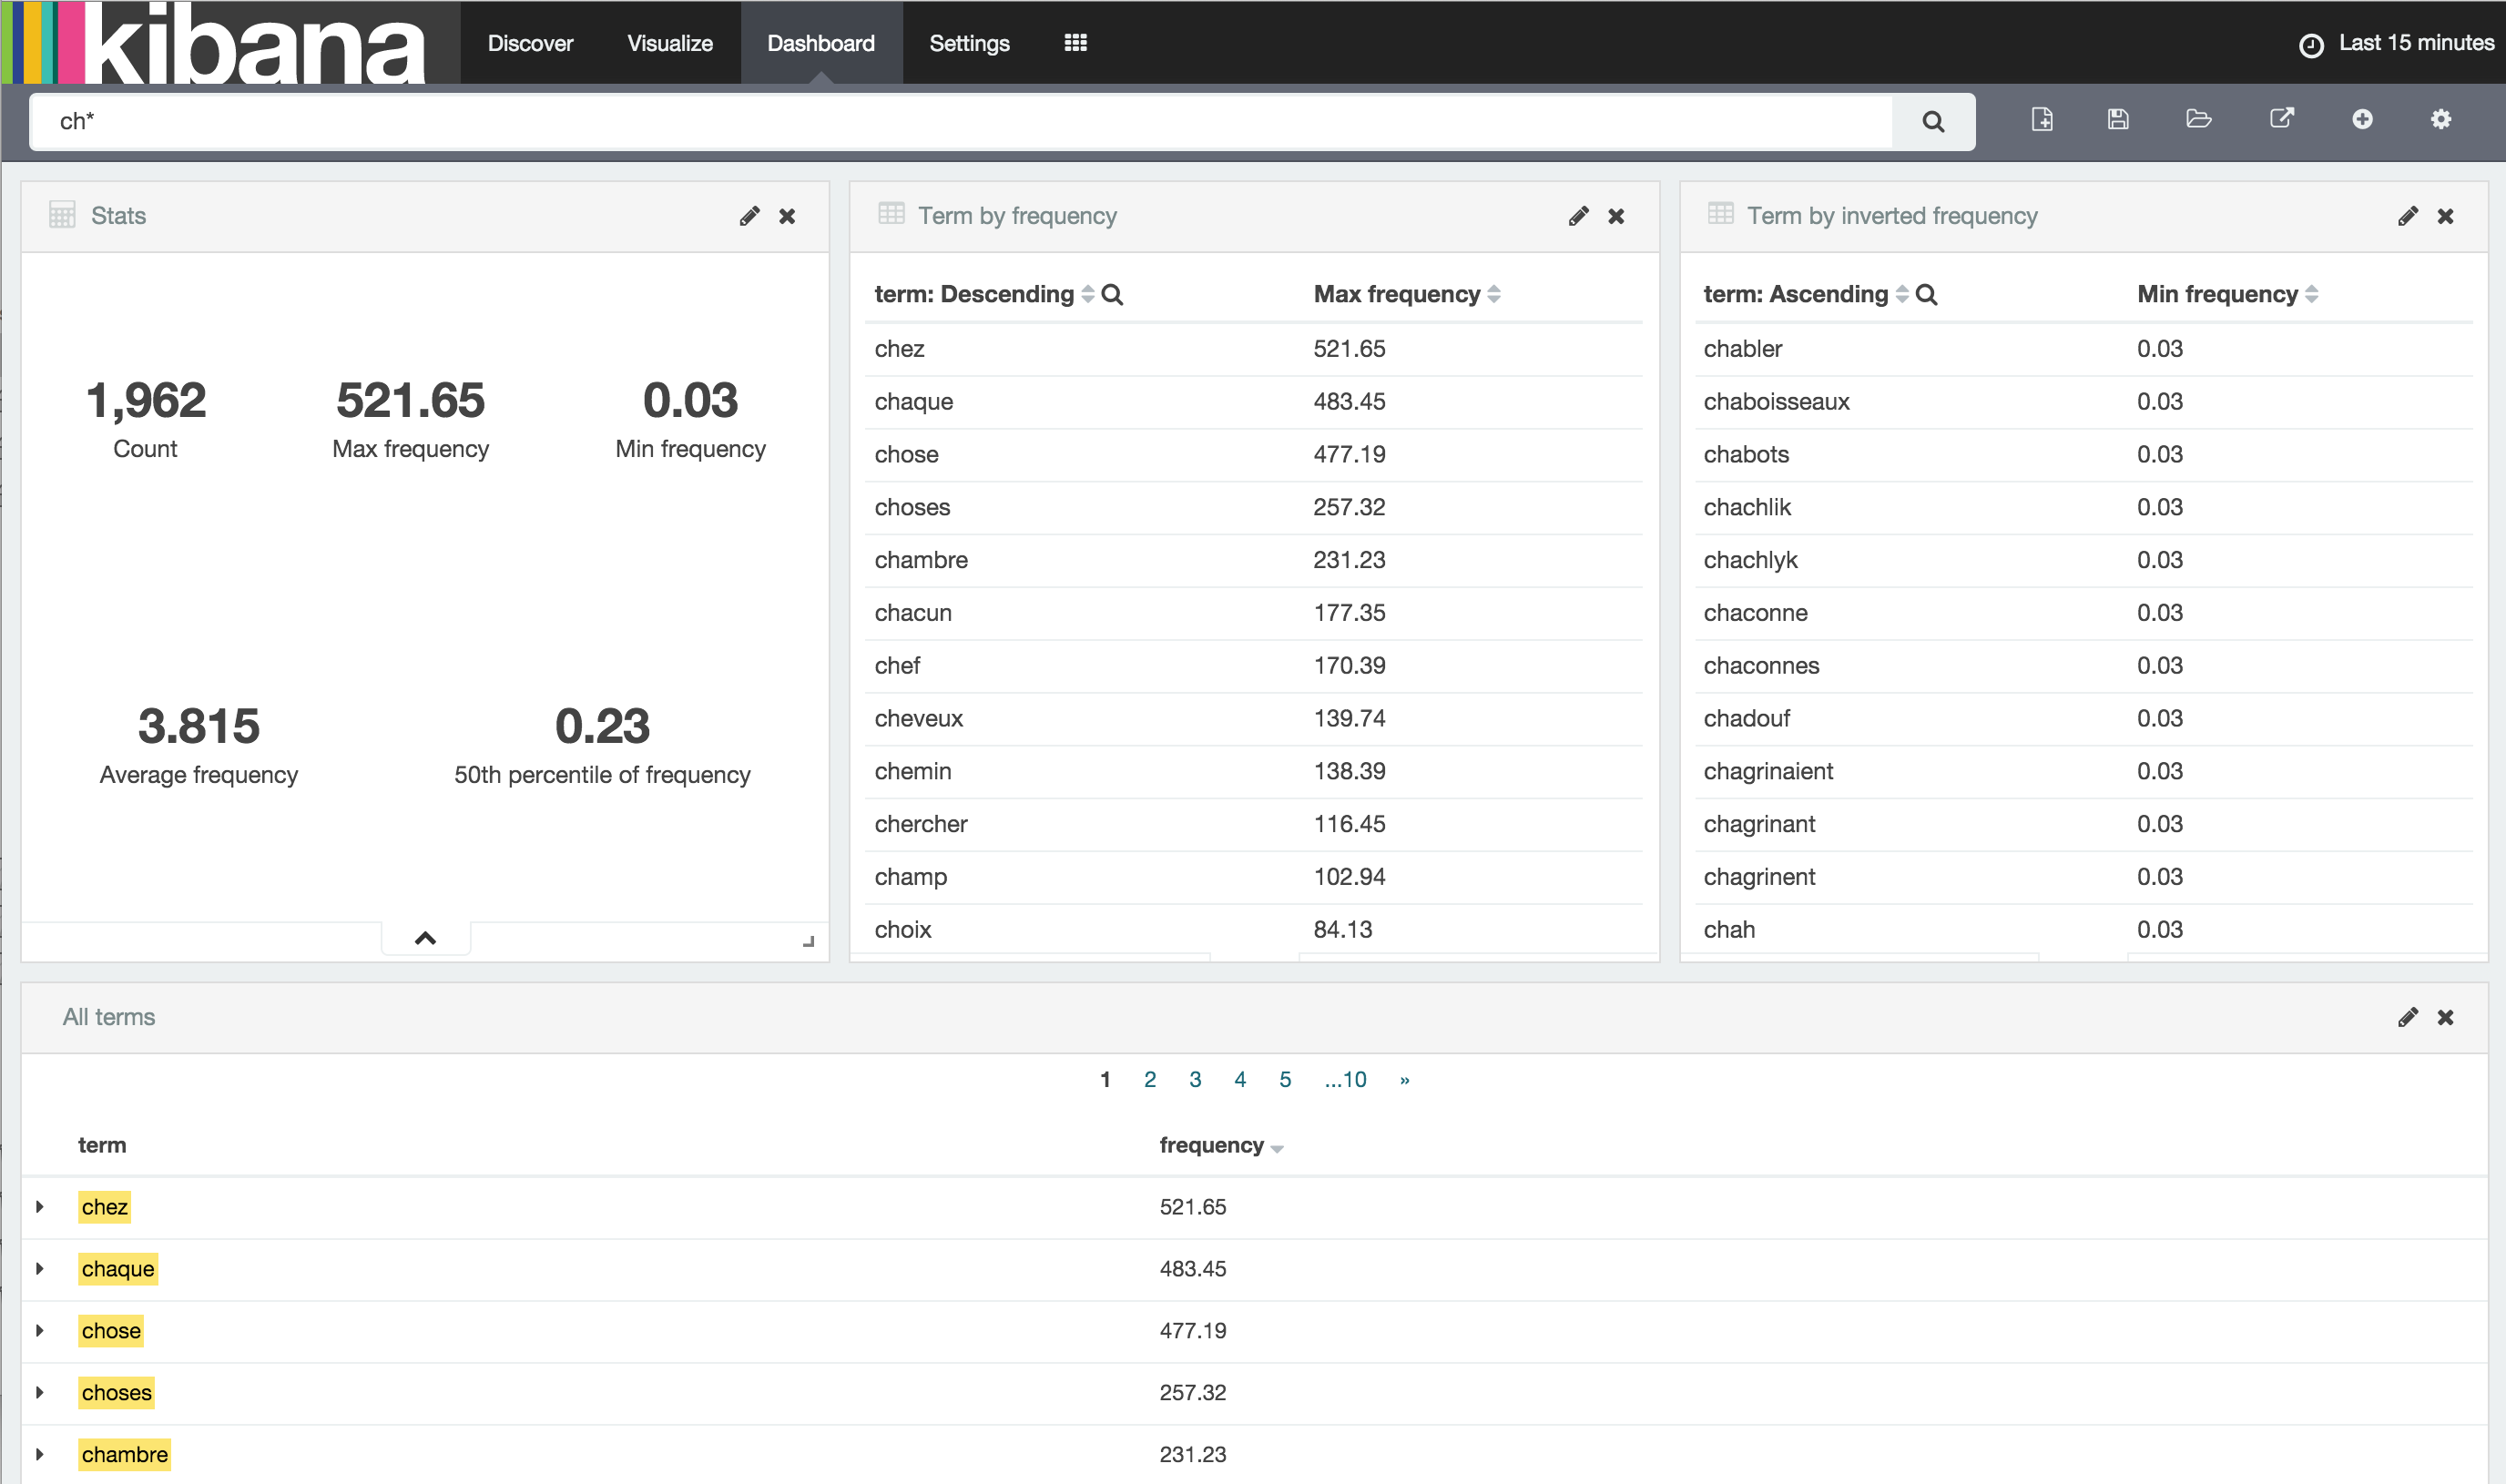 kibana Discover Visualize Dashboard Settings Last 15 minutes
ch*
Stats
1,962 521.65 0.03
Count Max frequency Min frequency
3.815 0.23
Average frequency 50th percentile of frequency
Term by frequency
term: Descending Max frequency
chez 521.65
chaque 483.45
chose 477.19
choses 257.32
chambre 231.23
chacun 177.35
chef 170.39
cheveux 139.74
chemin 138.39
chercher 116.45
champ 102.94
choix 84.13
Term by inverted frequency
term: Ascending Min frequency
chabler 0.03
chaboisseaux 0.03
chabots 0.03
chachlik 0.03
chachlyk 0.03
chaconne 0.03
chaconnes 0.03
chadouf 0.03
chagrinaient 0.03
chagrinant 0.03
chagrinent 0.03
chah 0.03
All terms
1 2 3 4 5 ...10 »
term frequency
chez 521.65
chaque 483.45
chose 477.19
choses 257.32
chambre 231.23